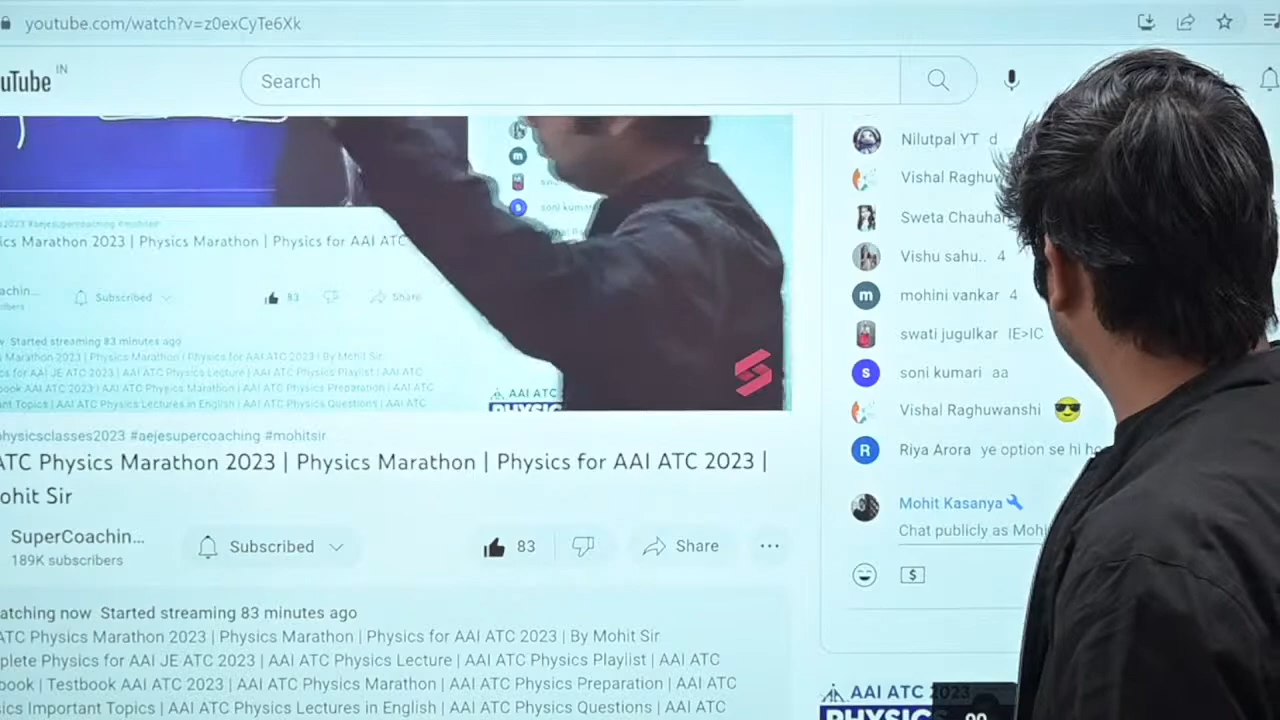 youtube.com/watch?v=z0exCyTe6Xk
uTube IN
Search
Nilutpal YT d
Vishal Raghuw
Sweta Chauhan
Vishu sahu.. 4
mohini vankar 4
swati jugulkar IE>IC
soni kumari aa
Vishal Raghuwanshi 😎
R Riya Arora ye option se hi ho
Mohit Kasanya
Chat publicly as Mohi
soni kumar
2023 #aejesupercoaching #mohitsir
ics Marathon 2023 | Physics Marathon | Physics for AAI ATC
achin...
Subscribed
83
Share
Started streaming 83 minutes ago
Marathon 2023 | Physics Marathon | Physics for AAI ATC 2023 | By Mohit Sir
cs for AAI JE ATC 2023 | AAI ATC Physics Lecture | AAI ATC Physics Playlist | AAI ATC
book AAI ATC 2023 | AAI ATC Physics Marathon | AAI ATC Physics Preparation | AAI ATC
ant Topics | AAI ATC Physics Lectures in English | AAI ATC Physics Questions | AAI ATC
AAI ATC
PHYSIC
physicsclasses2023 #aejesupercoaching #mohitsir
ATC Physics Marathon 2023 | Physics Marathon | Physics for AAI ATC 2023 |
ohit Sir
SuperCoachin...
189K subscribers
Subscribed
83
Share
atching now Started streaming 83 minutes ago
ATC Physics Marathon 2023 | Physics Marathon | Physics for AAI ATC 2023 | By Mohit Sir
plete Physics for AAI JE ATC 2023 | AAI ATC Physics Lecture | AAI ATC Physics Playlist | AAI ATC
book | Testbook AAI ATC 2023 | AAI ATC Physics Marathon | AAI ATC Physics Preparation | AAI ATC
sics Important Topics | AAI ATC Physics Lectures in English | AAI ATC Physics Questions | AAI ATC
AAI ATC 2023
PHYSICS